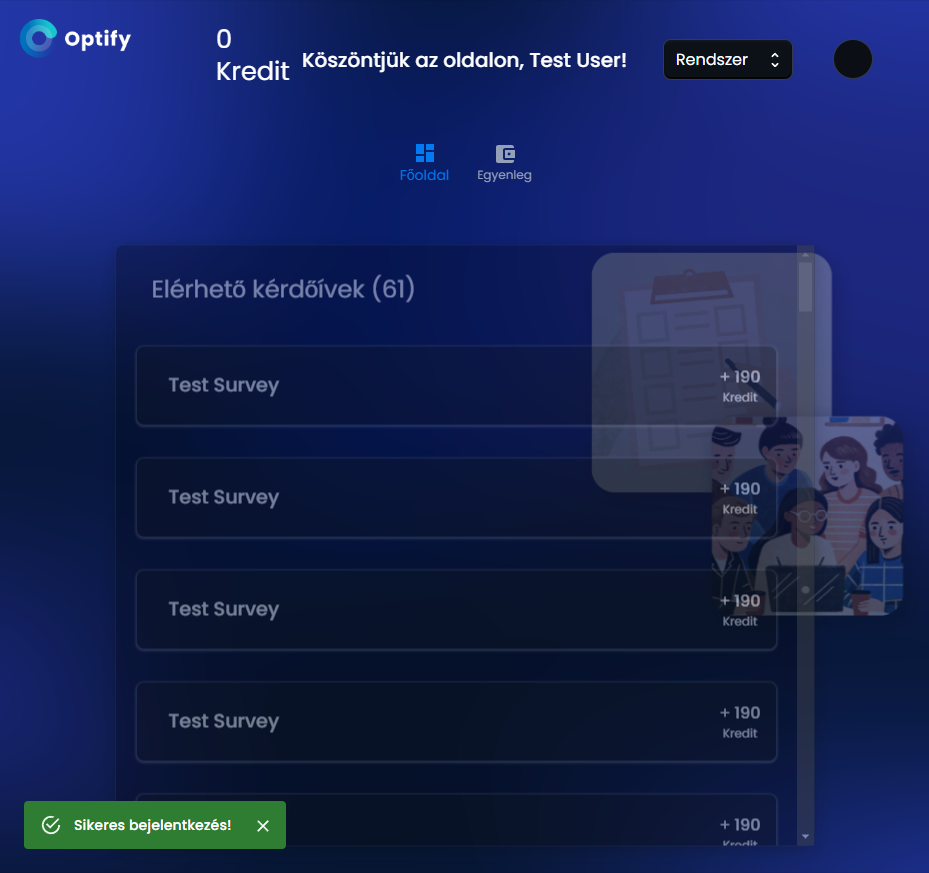 Optify
0
Kredit
Köszöntjük az oldalon, Test User!
Rendszer
Főoldal
Egyenleg
Elérhető kérdőívek (61)
Test Survey
+ 190
Kredit
Test Survey
+ 190
Kredit
Test Survey
+ 190
Kredit
Test Survey
+ 190
Kredit
+ 190
Kredit
Sikeres bejelentkezés!